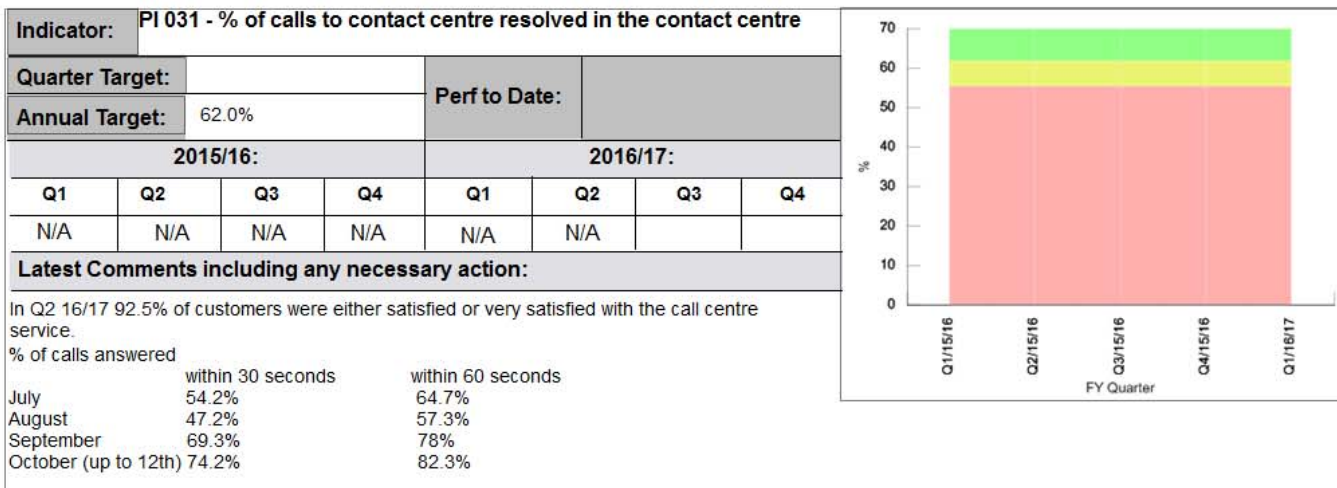 Indicator: PI 031 - % of calls to contact centre resolved in the contact centre
Quarter Target:
Perf to Date:
Annual Target: 62.0%
2015/16: 2016/17:
Q1 Q2 Q3 Q4 Q1 Q2 Q3 Q4
N/A N/A N/A N/A N/A N/A
Latest Comments including any necessary action:
In Q2 16/17 92.5% of customers were either satisfied or very satisfied with the call centre
service.
% of calls answered
within 30 seconds within 60 seconds
July 54.2% 64.7%
August 47.2% 57.3%
September 69.3% 78%
October (up to 12th) 74.2% 82.3%
70
60
50
40
30
20
10
0
%
Q1/15/16
Q2/15/16
Q3/15/16
Q4/15/16
Q1/16/17
FY Quarter